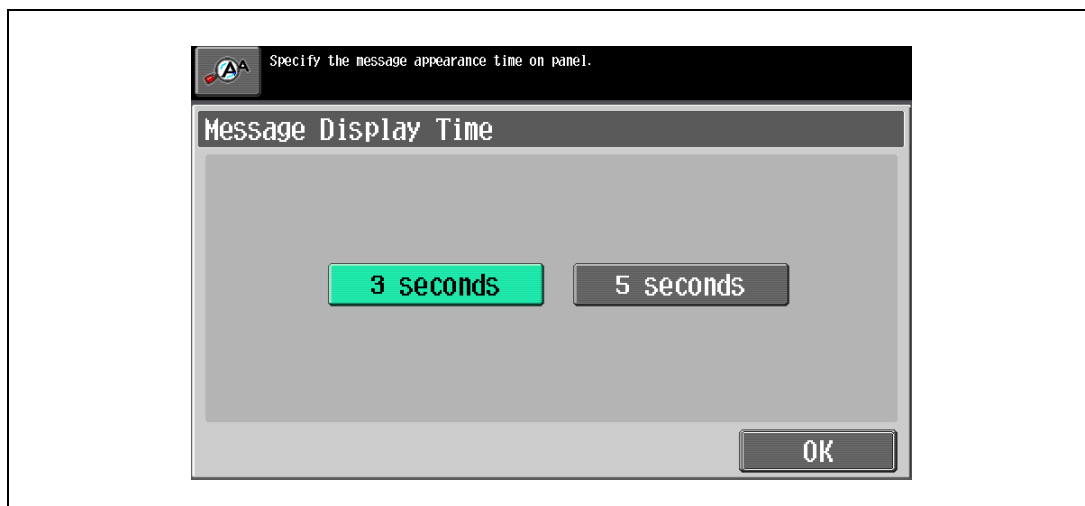 Specify the message appearance time on panel.
Message Display Time
3 seconds
5 seconds
OK